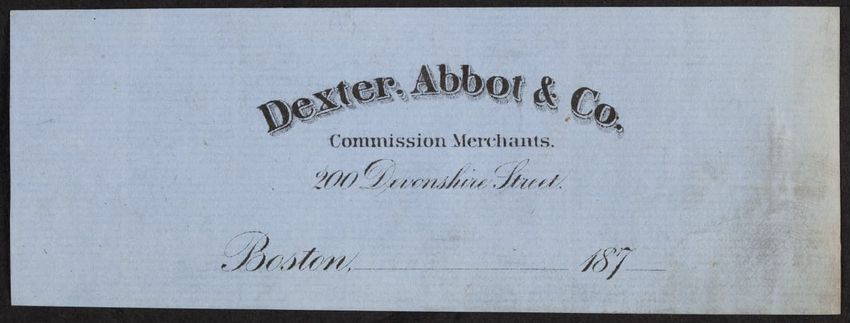 Dexter, Abbot & Co.
Commission Merchants.
200 Devonshire Street.
Boston, 187